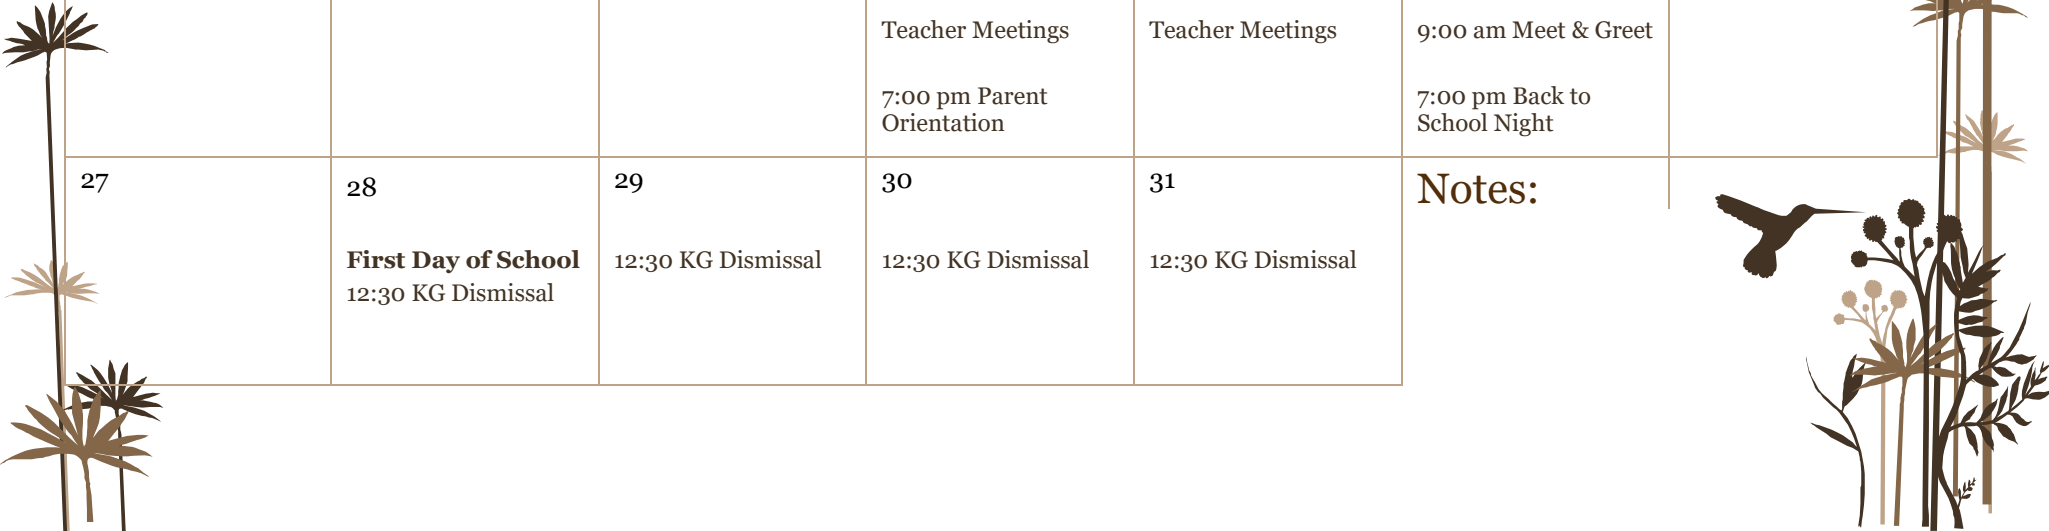 Teacher Meetings
7:00 pm Parent
Orientation
Teacher Meetings
9:00 am Meet & Greet
7:00 pm Back to
School Night
27
28
First Day of School
12:30 KG Dismissal
29
12:30 KG Dismissal
30
12:30 KG Dismissal
31
12:30 KG Dismissal
Notes: